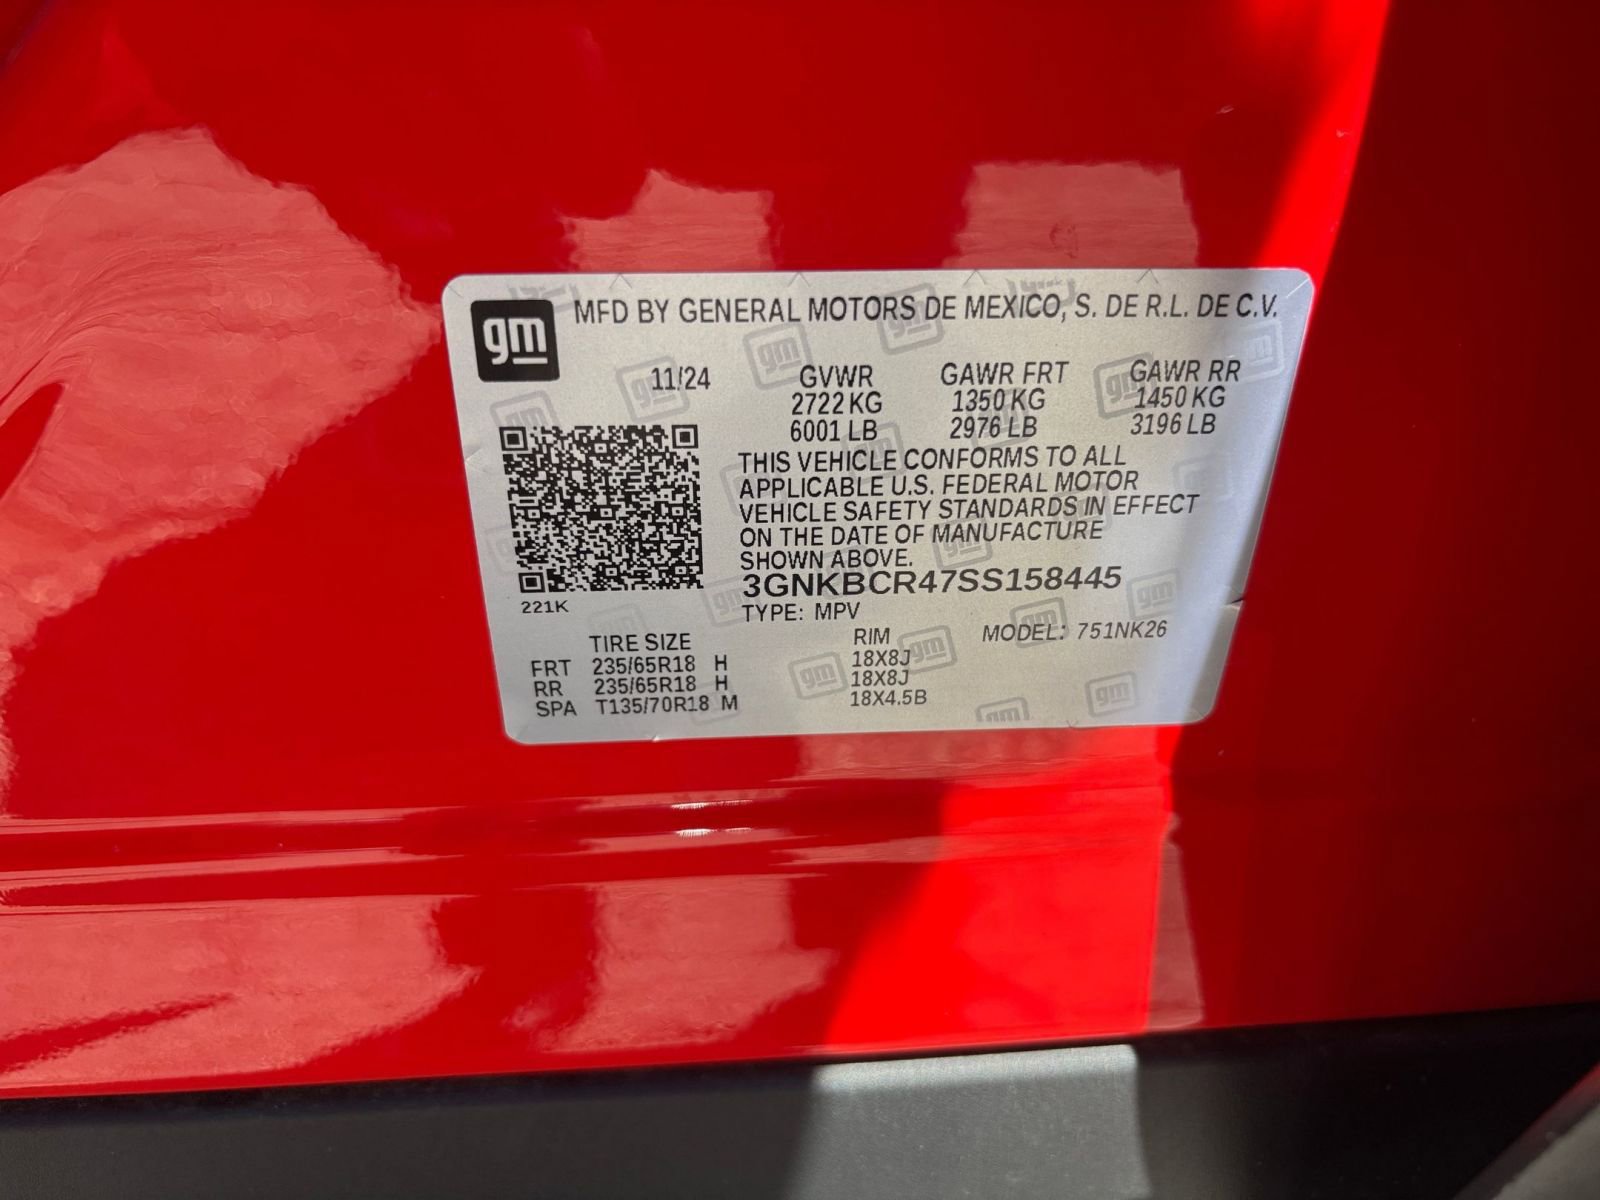 gm MFD BY GENERAL MOTORS DE MEXICO, S. DE R.L. DE C.V.
11/24 GVWR GAWR FRT GAWR RR
2722 KG 1350 KG 1450 KG
6001 LB 2976 LB 3196 LB
THIS VEHICLE CONFORMS TO ALL
APPLICABLE U.S. FEDERAL MOTOR
VEHICLE SAFETY STANDARDS IN EFFECT
ON THE DATE OF MANUFACTURE
SHOWN ABOVE.
3GNKBCR47SS158445
221K
TYPE: MPV
TIRE SIZE RIM MODEL: 751NK26
FRT 235/65R18 H 18X8J
RR 235/65R18 H 18X8J
SPA T135/70R18 M 18X4.5B